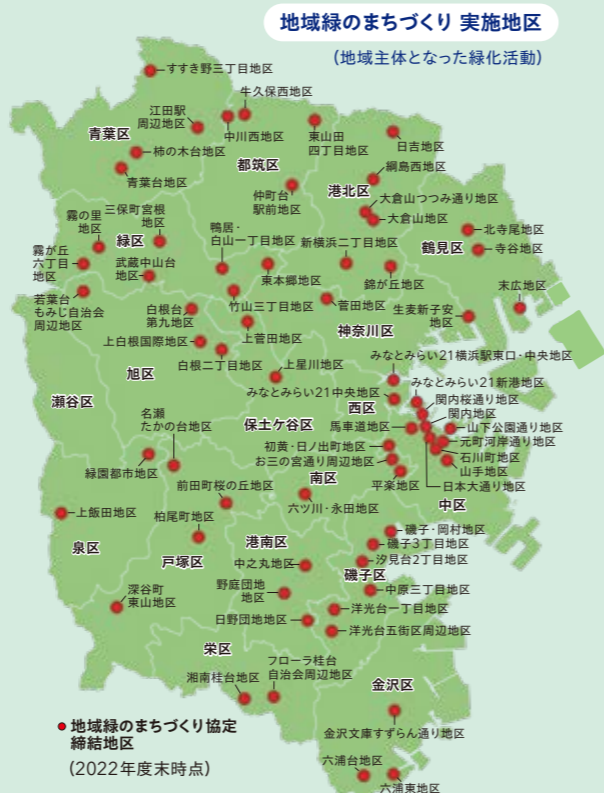 地域緑のまちづくり 実施地区
(地域主体となった緑化活動)
すすき野三丁目地区
牛久保西地区
江田駅
周辺地区
中川西地区
東山田
四丁目地区
日吉地区
青葉区
柿の木台地区
都筑区
綱島西地区
青葉台地区
仲町台
駅前地区
港北区
大倉山つつみ通り地区
大倉山地区
霧の里
地区
三保町宮根
地区
緑区
鴨居・
白山一丁目地区
新横浜二丁目地区
北寺尾地区
鶴見区
寺谷地区
霧が丘
六丁目
地区
武蔵中山台
地区
東本郷地区
錦が丘地区
末広地区
若葉台
もみじ自治会
周辺地区
白根台
第九地区
竹山三丁目地区
菅田地区
生麦新子安
地区
神奈川区
上白根国際地区
上菅田地区
白根二丁目地区
みなとみらい21横浜駅東口・中央地区
旭区
上星川地区
みなとみらい21新港地区
瀬谷区
みなとみらい21中央地区
関内桜通り地区
西区
関内地区
名瀬
たかの台地区
保土ケ谷区
馬車道地区
山下公園通り地区
元町河岸通り地区
初黄・日ノ出町地区
石川町地区
お三の宮通り周辺地区
山手地区
緑園都市地区
南区
平楽地区
日本大通り地区
前田町桜の丘地区
六ツ川・永田地区
中区
上飯田地区
柏尾町地区
磯子・岡村地区
泉区
港南区
磯子3丁目地区
戸塚区
中之丸地区
汐見台2丁目地区
磯子区
野庭団地
地区
中原三丁目地区
深谷町
東山地区
洋光台一丁目地区
日野団地地区
洋光台五街区周辺地区
栄区
フローラ桂台
自治会周辺地区
湘南桂台地区
金沢区
地域緑のまちづくり協定
締結地区
(2022年度末時点)
金沢文庫すずらん通り地区
六浦台地区
六浦東地区